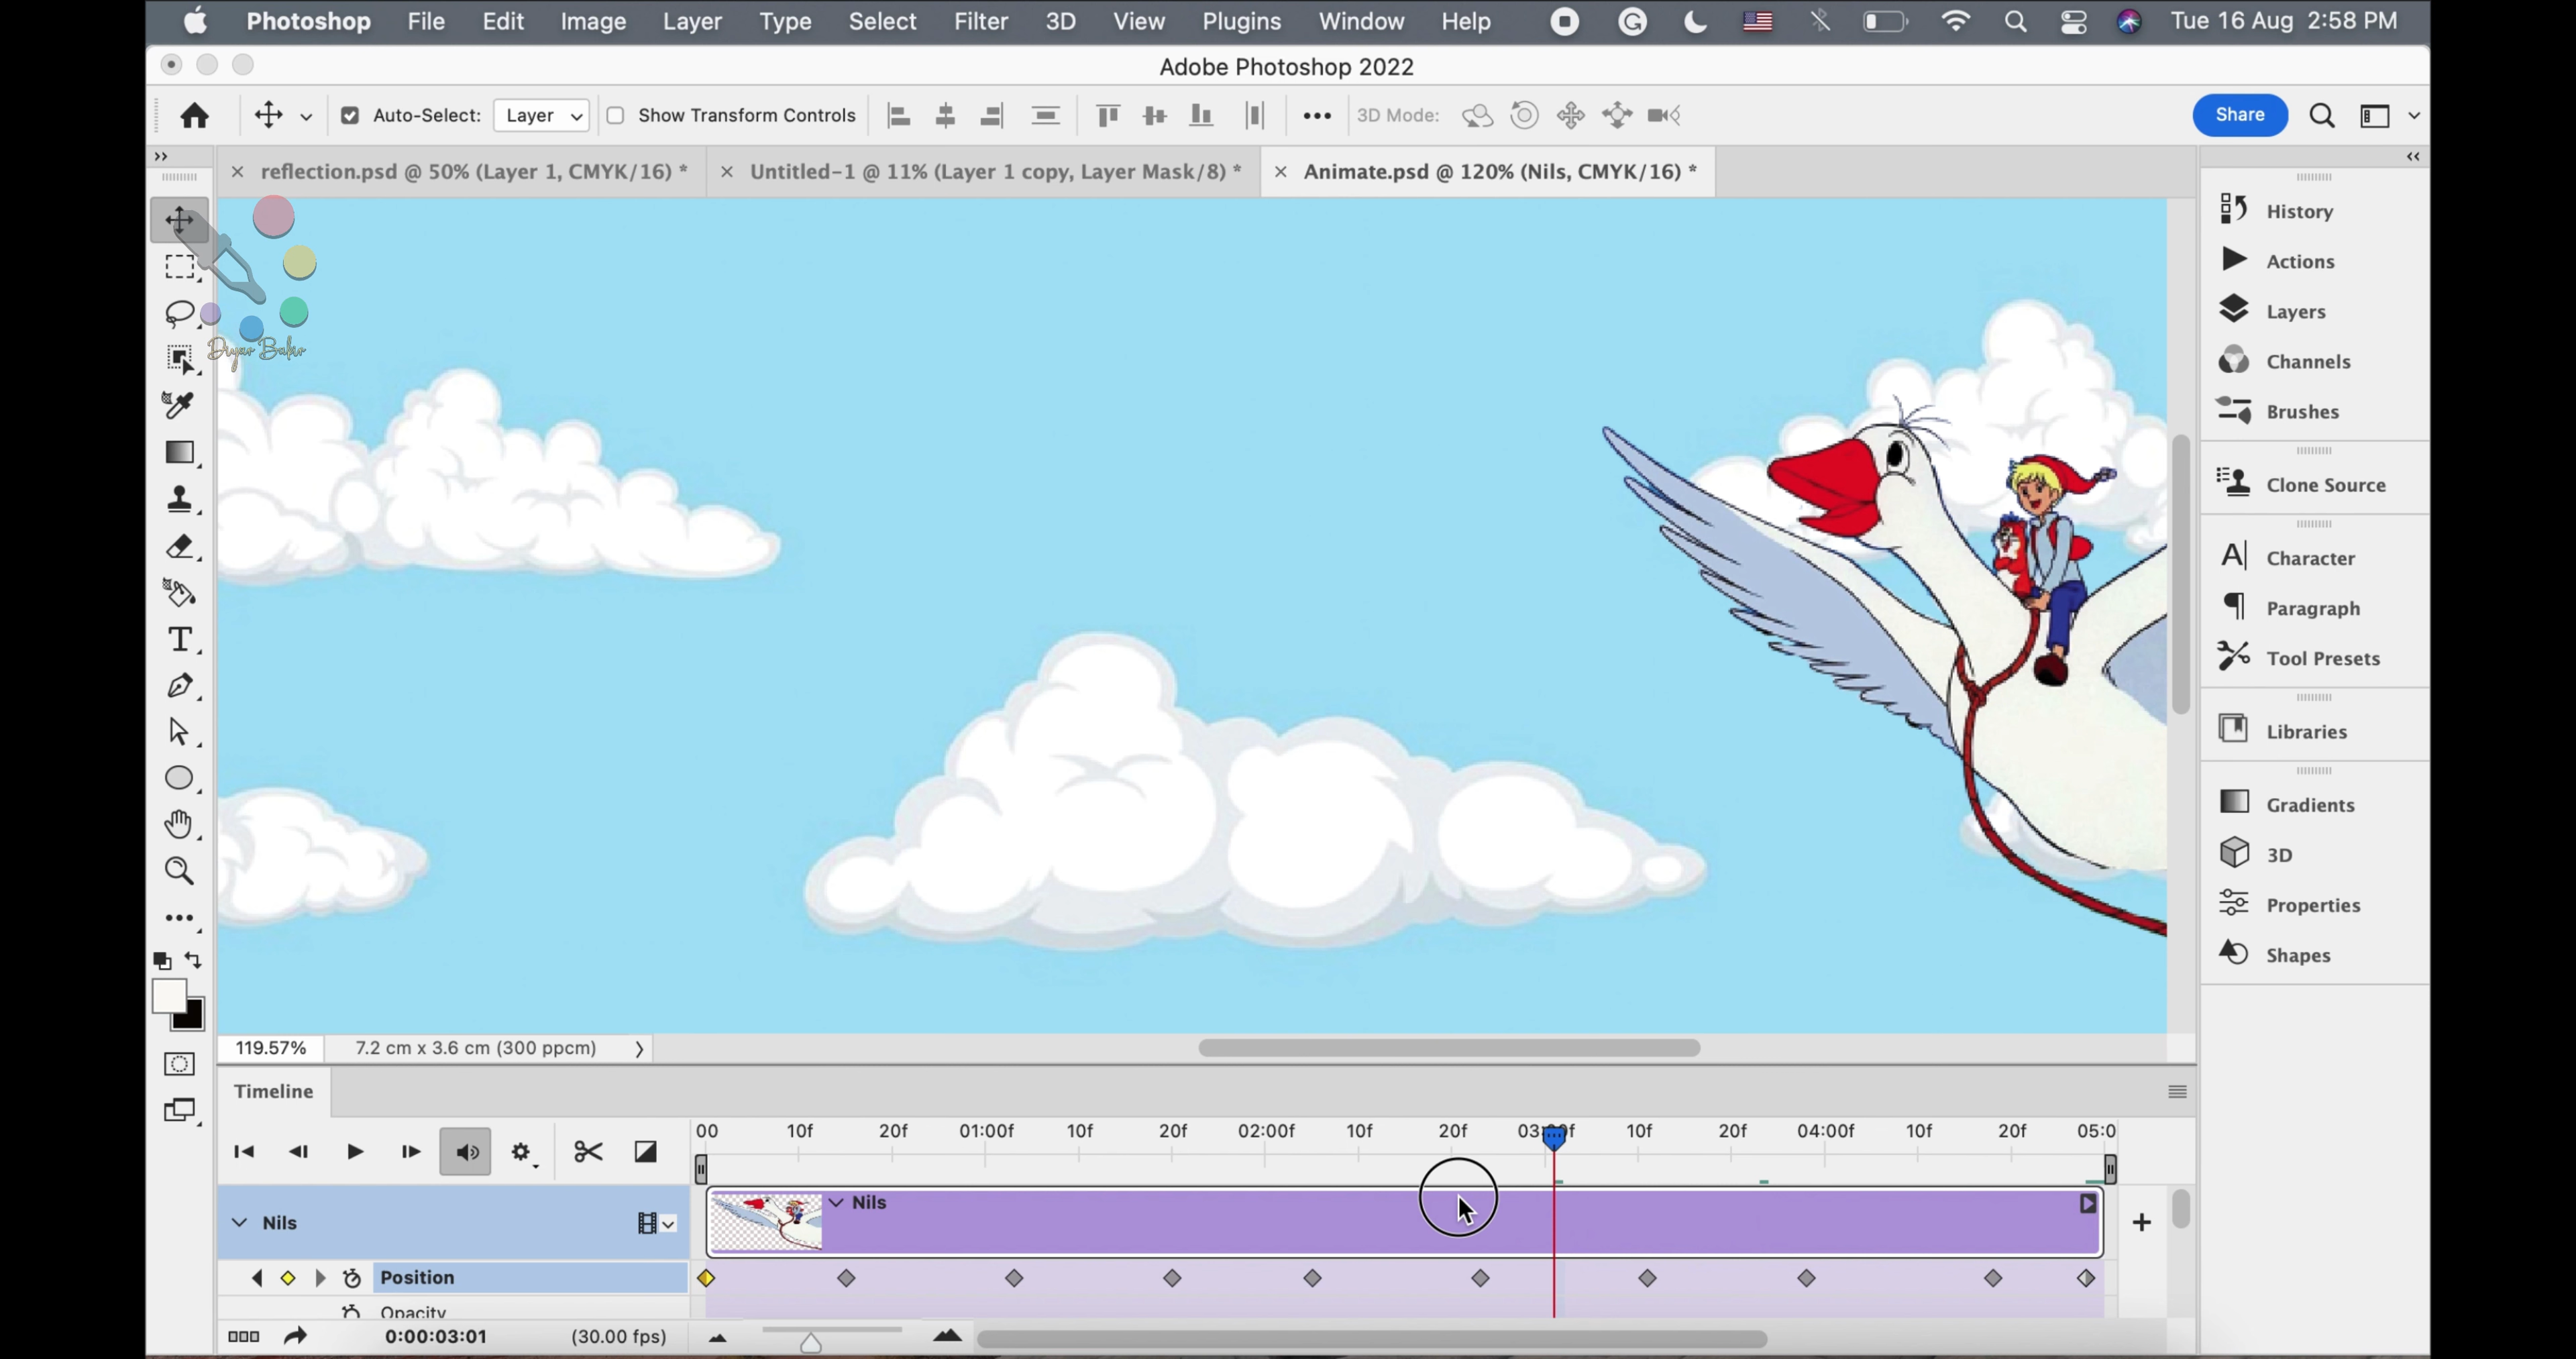 Photoshop File Edit Image Layer Type Select Filter 3D View Plugins Window Help Tue 16 Aug 2:58 PM
Adobe Photoshop 2022
Auto-Select: Layer Show Transform Controls 3D Mode: Share
reflection.psd @ 50% (Layer 1, CMYK/16) * Untitled-1 @ 11% (Layer 1 copy, Layer Mask/8) * Animate.psd @ 120% (Nils, CMYK/16) *
Diyar Bakir
History
Actions
Layers
Channels
Brushes
Clone Source
Character
Paragraph
Tool Presets
Libraries
Gradients
3D
Properties
Shapes
119.57% 7.2 cm x 3.6 cm (300 ppcm)
Timeline
00 10f 20f 01:00f 10f 20f 02:00f 10f 20f 03:00f 10f 20f 04:00f 10f 20f 05:0
Nils Nils
Position
Opacity
0:00:03:01 (30.00 fps)